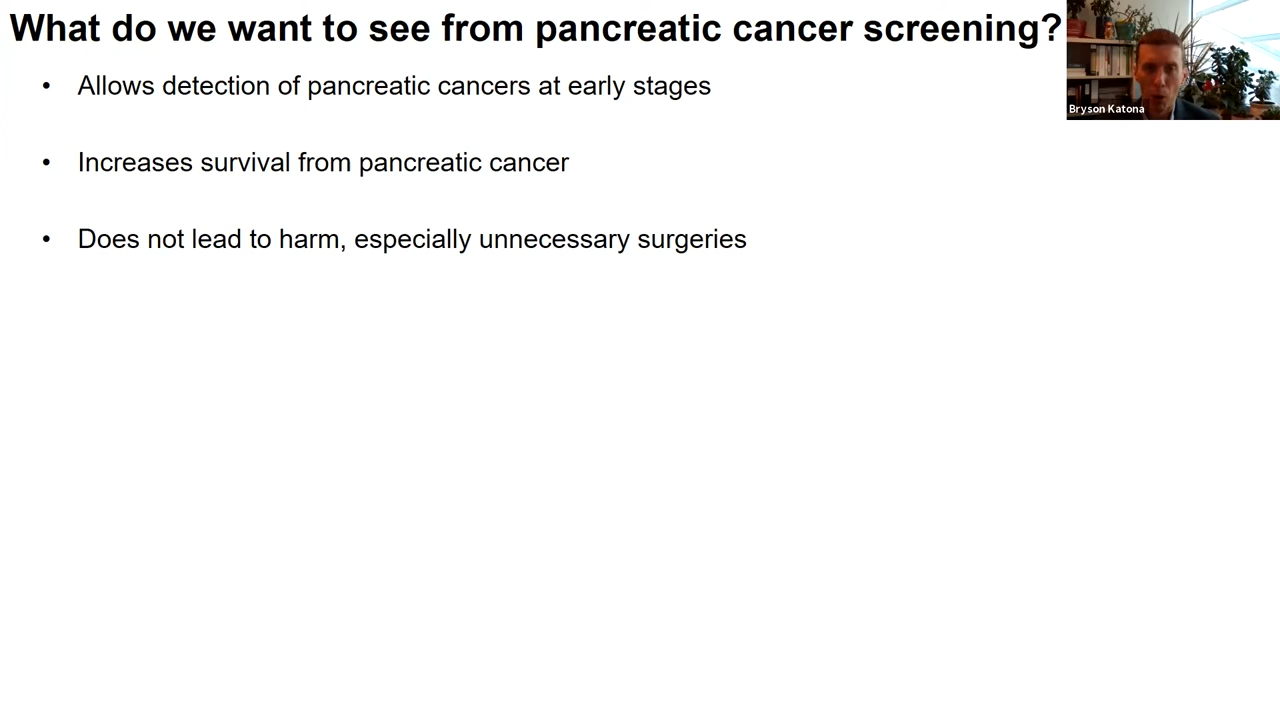 What do we want to see from pancreatic cancer screening?
Bryson Katona
• Allows detection of pancreatic cancers at early stages
• Increases survival from pancreatic cancer
• Does not lead to harm, especially unnecessary surgeries